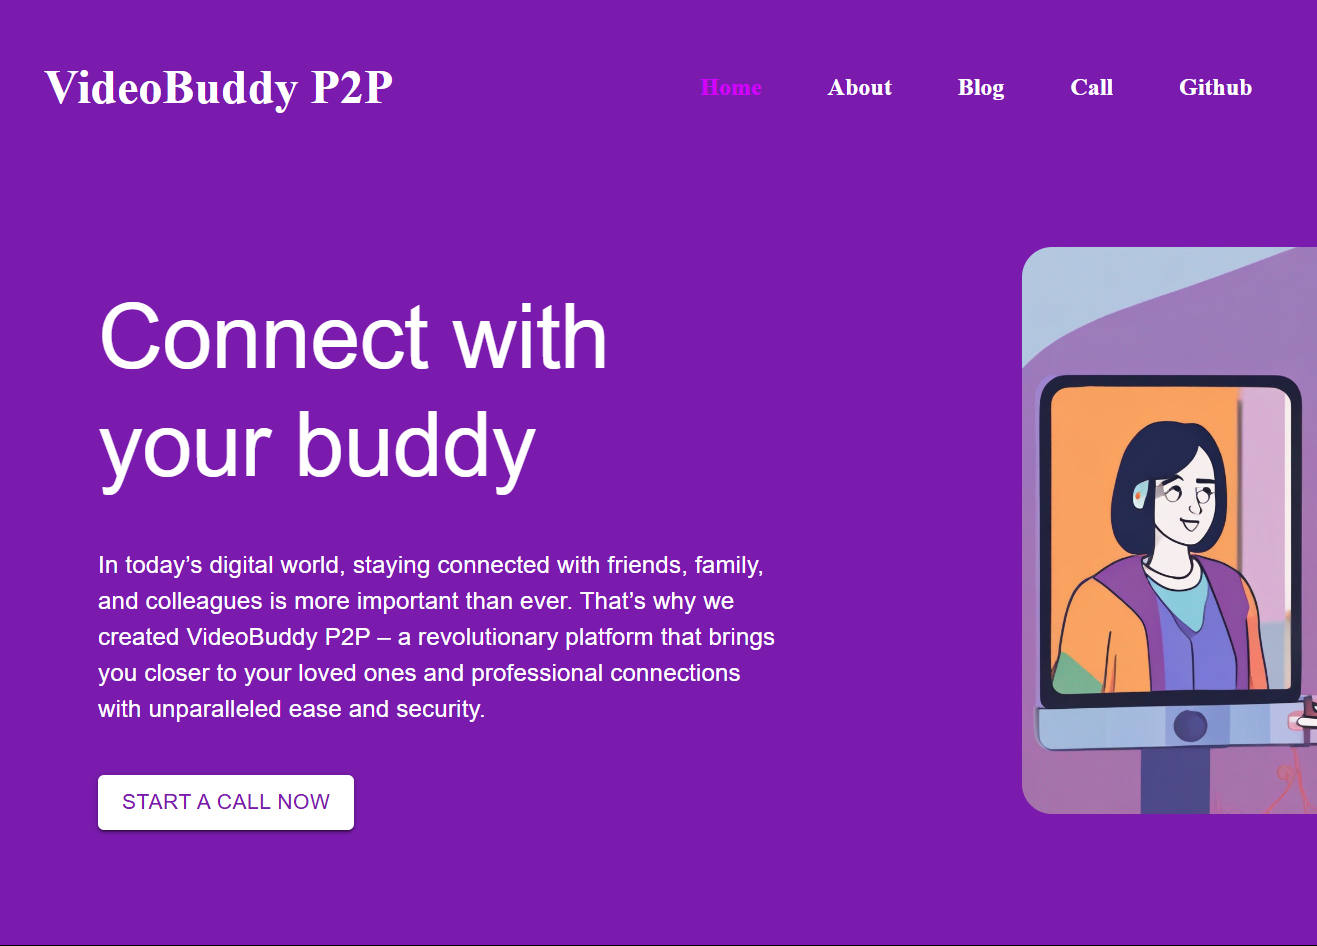 VideoBuddy P2P
Home
About
Blog
Call
Github
Connect with
your buddy
In today’s digital world, staying connected with friends, family,
and colleagues is more important than ever. That’s why we
created VideoBuddy P2P – a revolutionary platform that brings
you closer to your loved ones and professional connections
with unparalleled ease and security.
START A CALL NOW